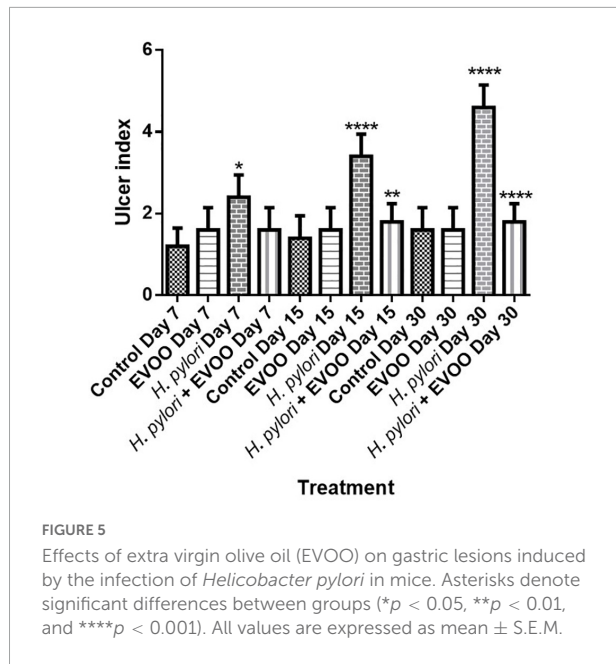 6
4
2
0
Ulcer index
*
****
**
****
****
Control Day 7
EVOO Day 7
H. pylori Day 7
H. pylori + EVOO Day 7
Control Day 15
EVOO Day 15
H. pylori Day 15
H. pylori + EVOO Day 15
Control Day 30
EVOO Day 30
H. pylori Day 30
H. pylori + EVOO Day 30
Treatment
FIGURE 5
Effects of extra virgin olive oil (EVOO) on gastric lesions induced
by the infection of Helicobacter pylori in mice. Asterisks denote
significant differences between groups (*p < 0.05, **p < 0.01,
and ****p < 0.001). All values are expressed as mean ± S.E.M.